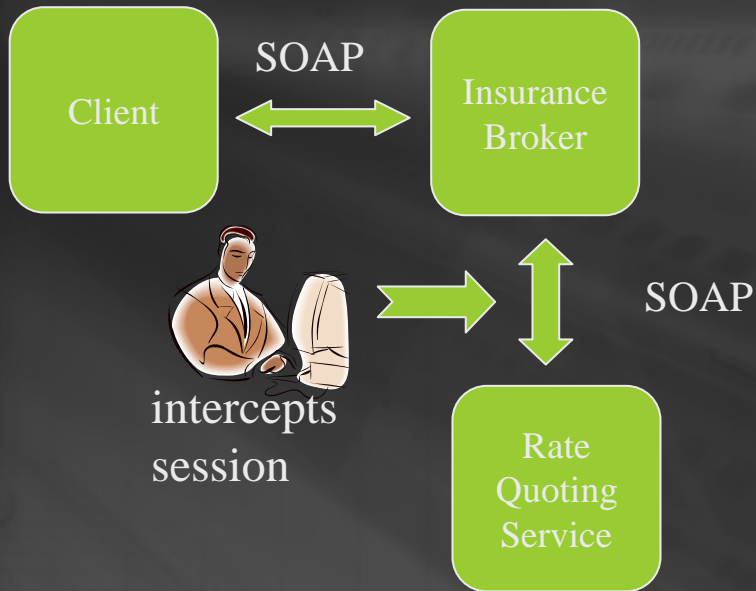 Client
SOAP
Insurance
Broker
SOAP
intercepts
session
Rate
Quoting
Service